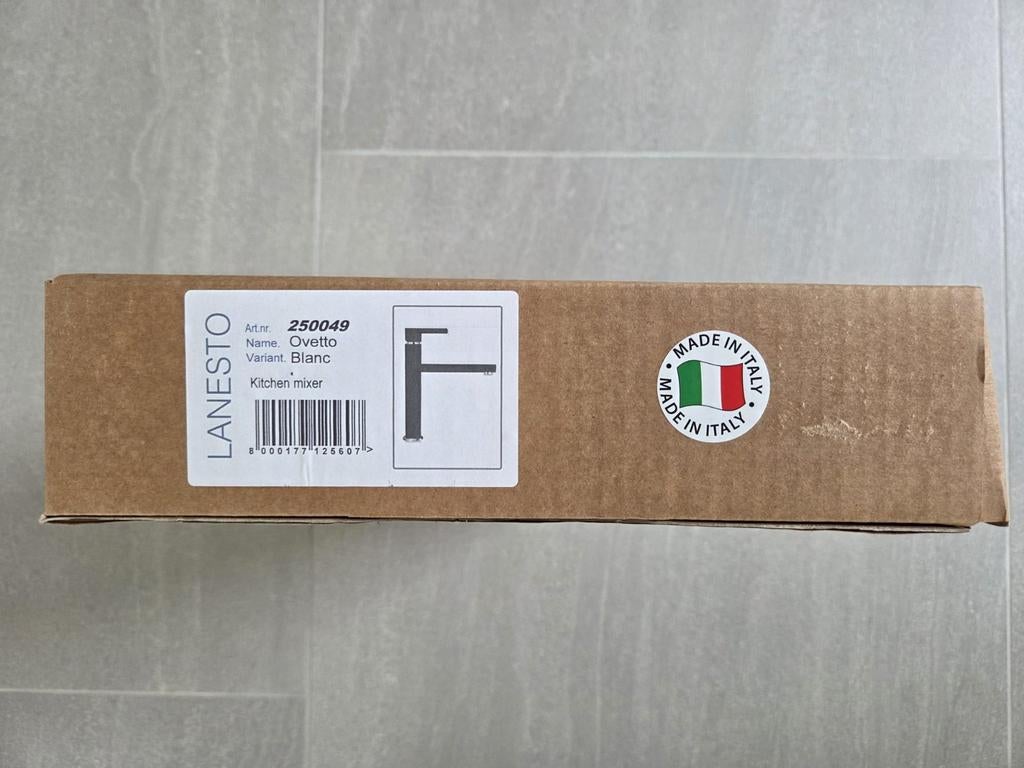 LANESTO
Art.nr. 250049
Name. Ovetto
Variant. Blanc
Kitchen mixer
8 000177 125607 >
MADE IN ITALY
MADE IN ITALY